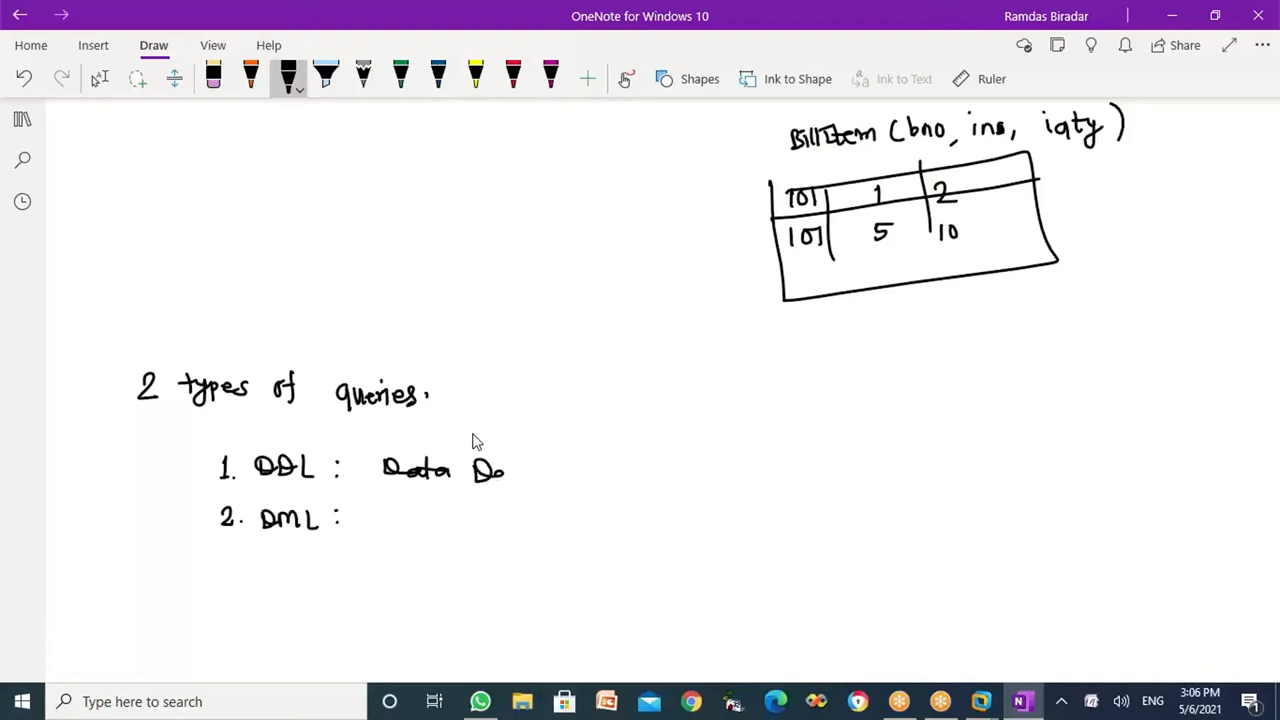 OneNote for Windows 10
Ramdas Biradar
Home Insert Draw View Help
Share
Shapes Ink to Shape Ink to Text Ruler
BillItem (bno, ino, iqty)
101 1 2
101 5 10
2 types of queries.
1. DDL : Data De
2. DML :
Type here to search
ENG
3:06 PM
5/6/2021